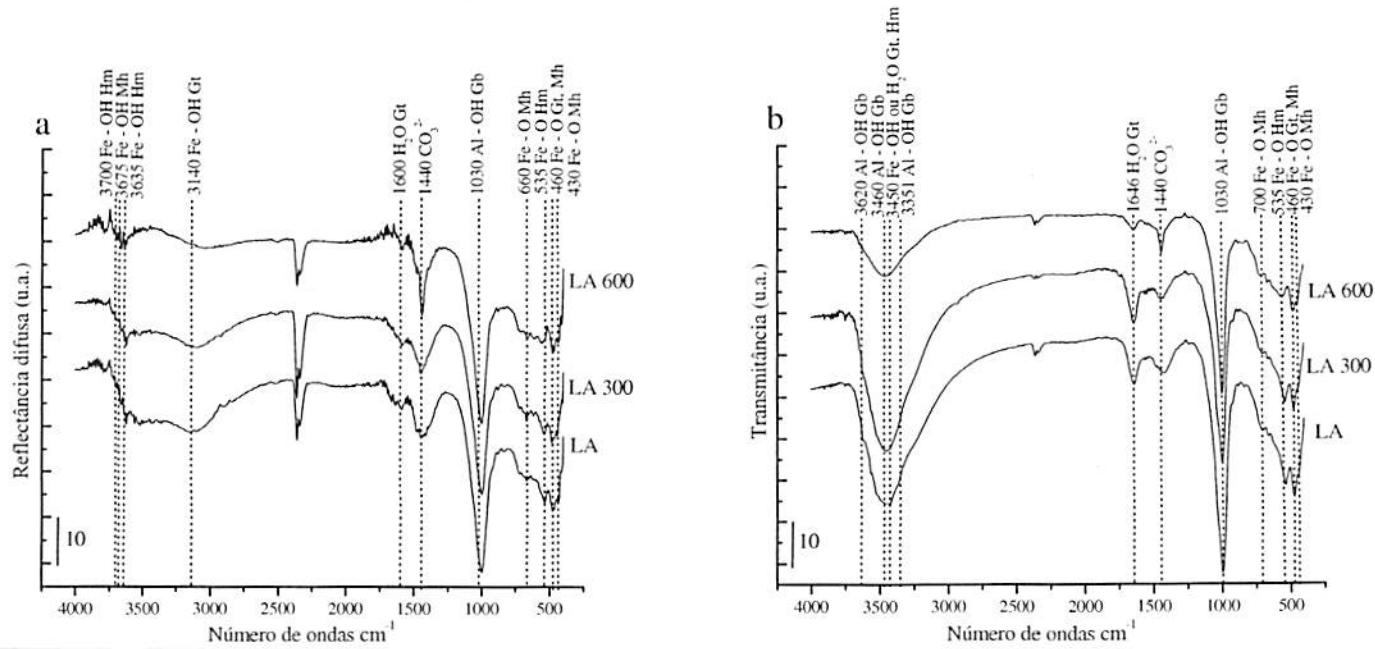 a
3700 Fe - OH Hm
3675 Fe - OH Mh
3635 Fe - OH Hm
3140 Fe - OH Gt
1600 H₂O Gt
1440 CO₃²⁻
1030 Al - OH Gb
660 Fe - O Mh
535 Fe - O Hm
460 Fe - O Gt, Mh
430 Fe - O Mh
Reflectância difusa (u.a.)
LA 600
LA 300
LA
10
4000 3500 3000 2500 2000 1500 1000 500
Número de ondas cm⁻¹
b
3620 Al - OH Gb
3460 Al - OH Gb
3450 Fe - OH ou H₂O Gt, Hm
3351 Al - OH Gb
1646 H₂O Gt
1440 CO₃²⁻
1030 Al - OH Gb
700 Fe - O Mh
535 Fe - O Hm
460 Fe - O Gt, Mh
430 Fe - O Mh
Transmitância (u.a.)
LA 600
LA 300
LA
10
4000 3500 3000 2500 2000 1500 1000 500
Número de ondas cm⁻¹